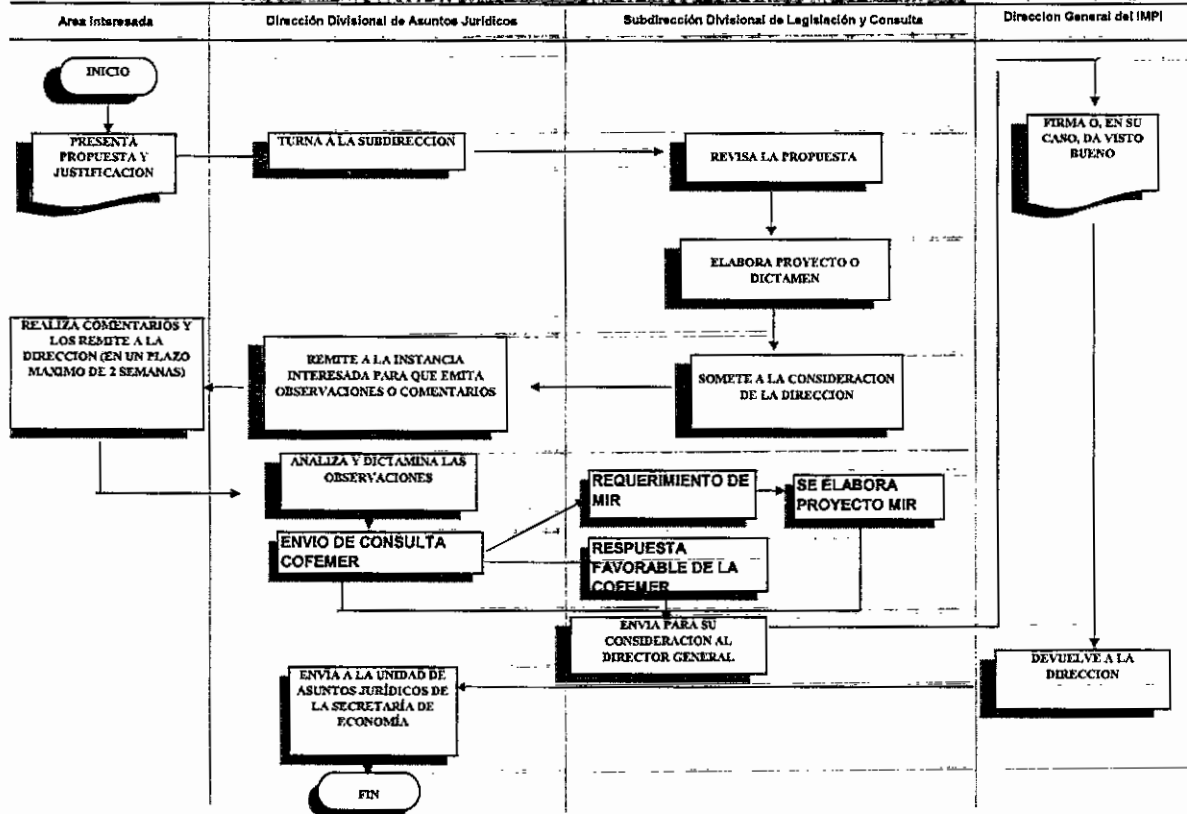 Area Interesada
Dirección Divisional de Asuntos Jurídicos
Subdirección Divisional de Legislación y Consulta
Direccion General del IMPI
INICIO
PRESENTA
PROPUESTA Y
JUSTIFICACION
TURNA A LA SUBDIRECCION
REVISA LA PROPUESTA
FIRMA O, EN SU
CASO, DA VISTO
BUENO
ELABORA PROYECTO O
DICTAMEN
REALIZA COMENTARIOS Y
LOS REMITE A LA
DIRECCION (EN UN PLAZO
MAXIMO DE 2 SEMANAS)
REMITE A LA INSTANCIA
INTERESADA PARA QUE EMITA
OBSERVACIONES O COMENTARIOS
SOMETE A LA CONSIDERACION
DE LA DIRECCION
ANALIZA Y DICTAMINA LAS
OBSERVACIONES
REQUERIMIENTO DE
MIR
SE ÉLABORA
PROYECTO MIR
ENVIO DE CONSULTA
COFEMER
RESPUESTA
FAVORABLE DE LA
COFEMER
ENVIA PARA SU
CONSIDERACION AL
DIRECTOR GENERAL
DEVUELVE A LA
DIRECCION
ENVIA A LA UNIDAD DE
ASUNTOS JURÍDICOS DE
LA SECRETARÍA DE
ECONOMÍA
FIN